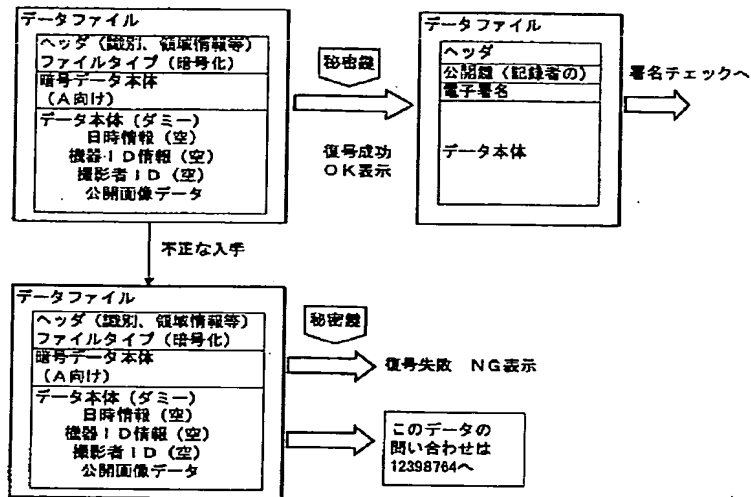 データファイル
ヘッダ（識別、領域情報等）
ファイルタイプ（暗号化）
暗号データ本体
（A向け）
データ本体（ダミー）
日時情報（空）
機器ID情報（空）
撮影者ID（空）
公開画像データ
秘密鍵
復号成功
OK表示
データファイル
ヘッダ
公開鍵（記録者の）
電子署名
データ本体
署名チェックへ
不正な入手
データファイル
ヘッダ（識別、領域情報等）
ファイルタイプ（暗号化）
暗号データ本体
（A向け）
データ本体（ダミー）
日時情報（空）
機器ID情報（空）
撮影者ID（空）
公開画像データ
秘密鍵
復号失敗　NG表示
このデータの
問い合わせは
12398764へ